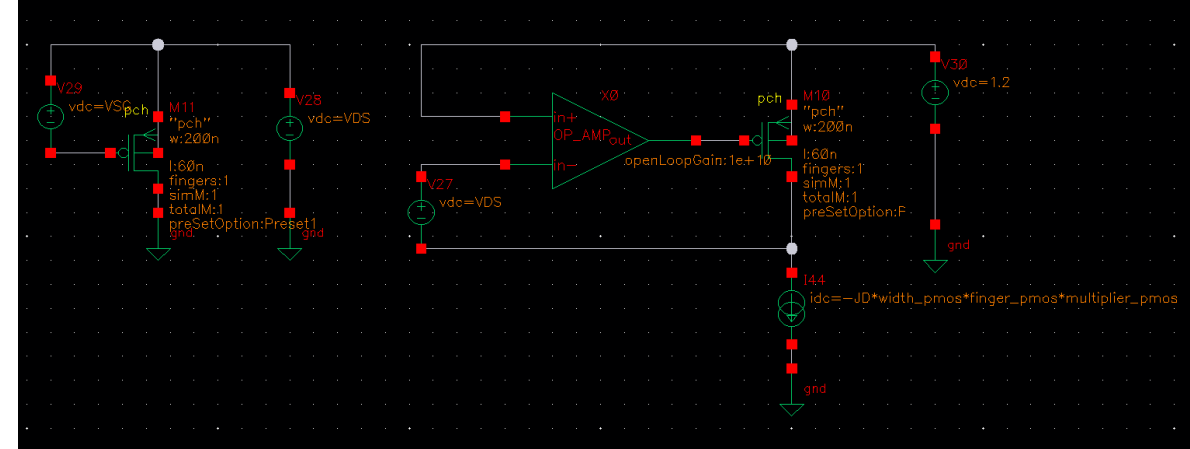 V29
vdc=VSG
pch
M11
"pch"
w:200n
l:60n
fingers:1
simM:1
totalM:1
preSetOption:Preset1
gnd
V28
vdc=VDS
gnd
X0
in+
OP_AMP
out
in-
openLoopGain:1e+10
V27
vdc=VDS
pch
M10
"pch"
w:200n
l:60n
fingers:1
simM:1
totalM:1
preSetOption:P
V30
vdc=1.2
gnd
I44
idc=-JD*width_pmos*finger_pmos*multiplier_pmos
gnd